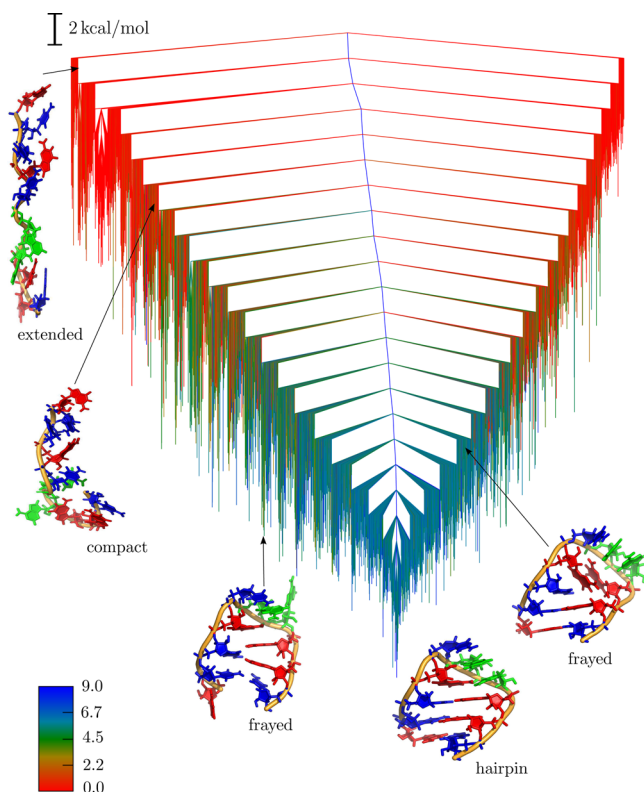 2 kcal/mol
extended
compact
frayed
frayed
hairpin
9.0
6.7
4.5
2.2
0.0